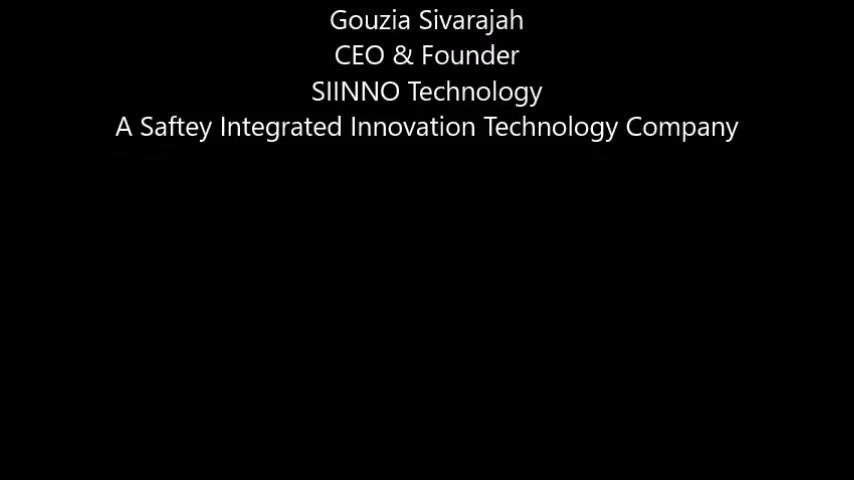 Gouzia Sivarajah
CEO & Founder
SIINNO Technology
A Saftey Integrated Innovation Technology Company